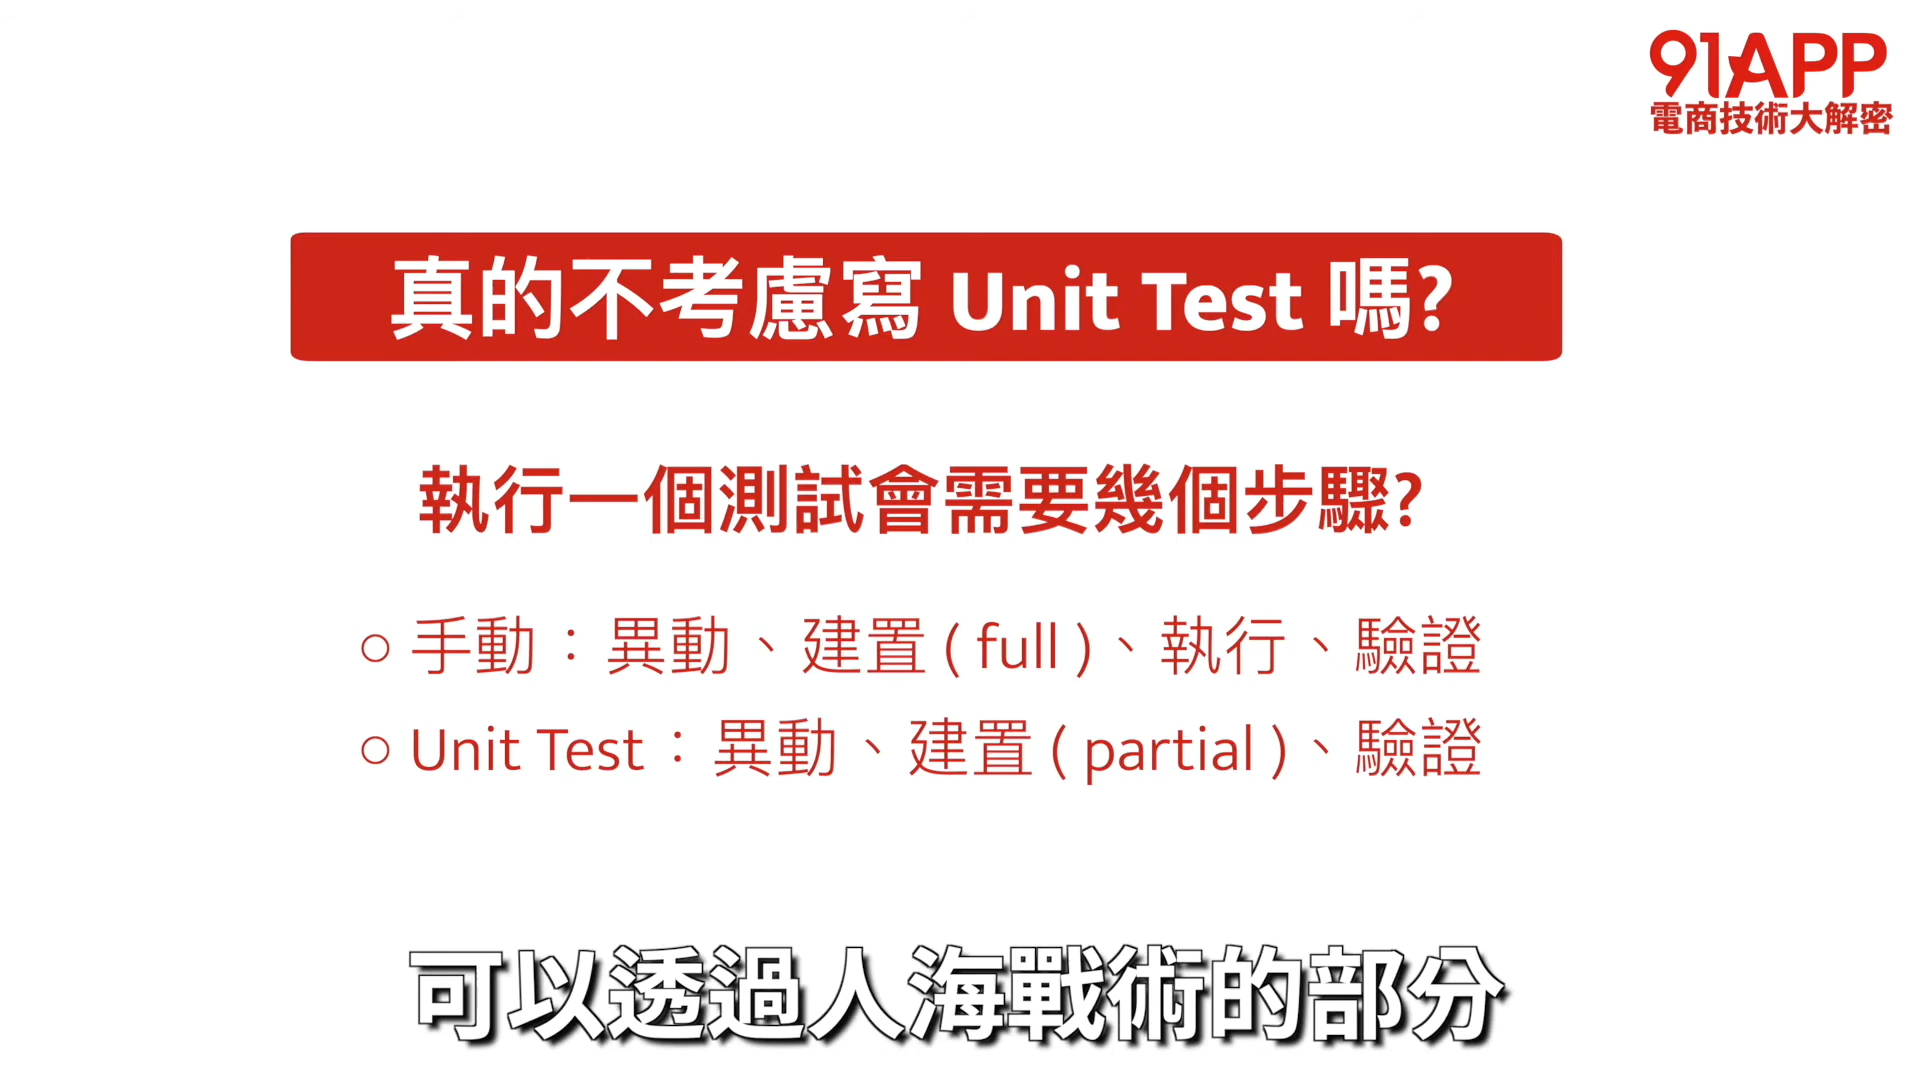 91APP
電商技術大解密
真的不考慮寫 Unit Test 嗎?
執行一個測試會需要幾個步驟?
○ 手動：異動、建置 ( full )、執行、驗證
○ Unit Test：異動、建置 ( partial )、驗證
可以透過人海戰術的部分